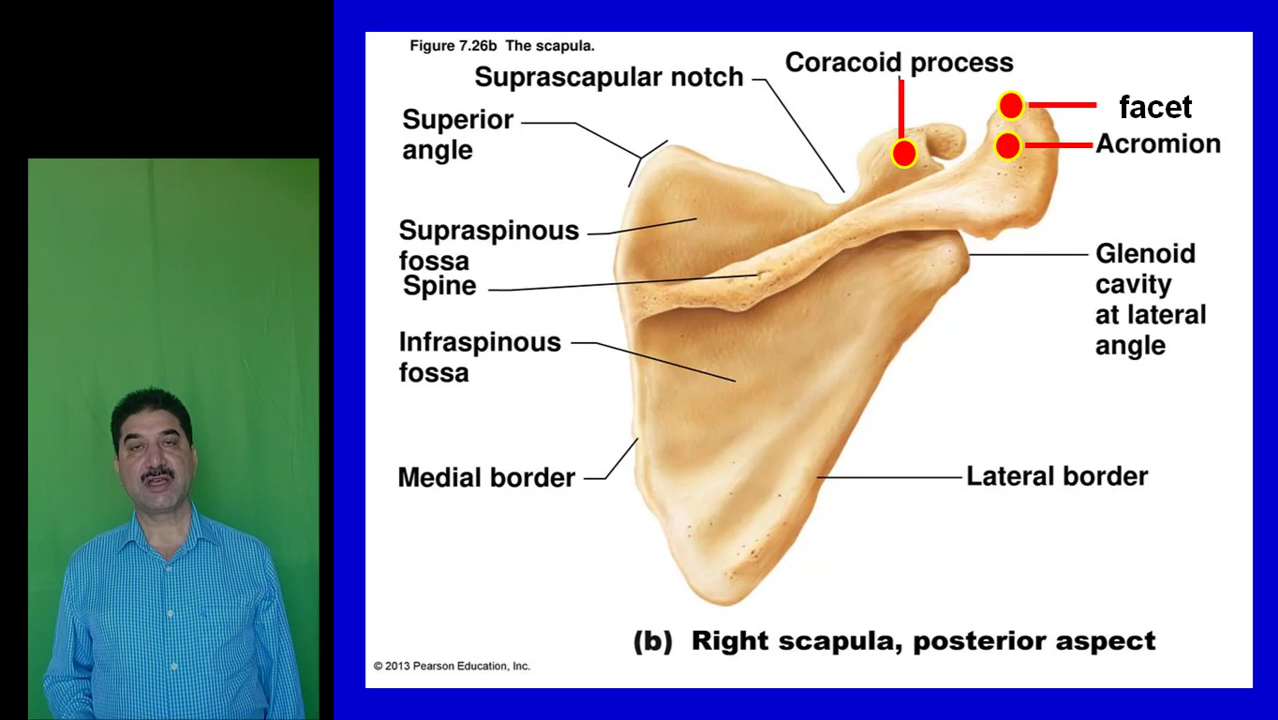 Figure 7.26b  The scapula.
Coracoid process
Suprascapular notch
facet
Superior
angle
Acromion
Supraspinous
fossa
Spine
Glenoid
cavity
at lateral
angle
Infraspinous
fossa
Medial border
Lateral border
(b)  Right scapula, posterior aspect
© 2013 Pearson Education, Inc.